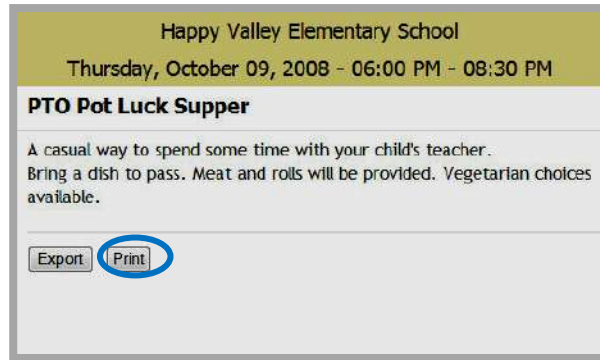 Happy Valley Elementary School
Thursday, October 09, 2008 - 06:00 PM - 08:30 PM
PTO Pot Luck Supper
A casual way to spend some time with your child's teacher.
Bring a dish to pass. Meat and rolls will be provided. Vegetarian choices
available.
Export Print